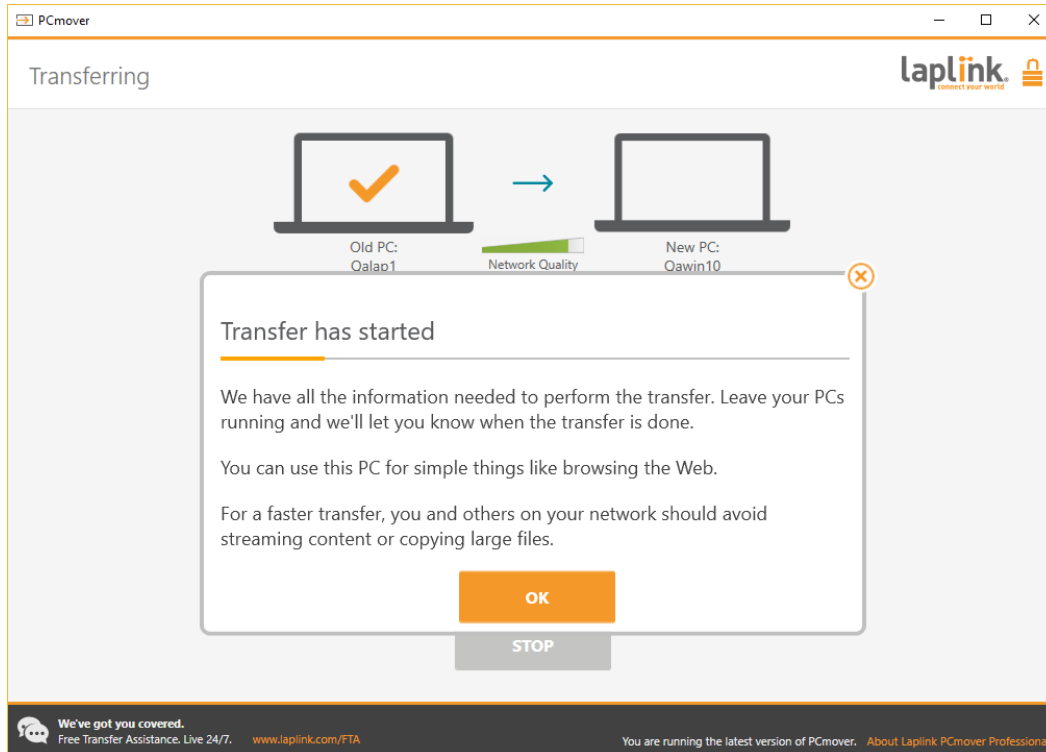 PCmover
Transferring
laplink.
connect your world
Old PC:
Qalap1
Network Quality
New PC:
Qawin10
Transfer has started
We have all the information needed to perform the transfer. Leave your PCs
running and we'll let you know when the transfer is done.
You can use this PC for simple things like browsing the Web.
For a faster transfer, you and others on your network should avoid
streaming content or copying large files.
OK
STOP
We've got you covered.
Free Transfer Assistance. Live 24/7. www.laplink.com/FTA
You are running the latest version of PCmover. About Laplink PCmover Professiona